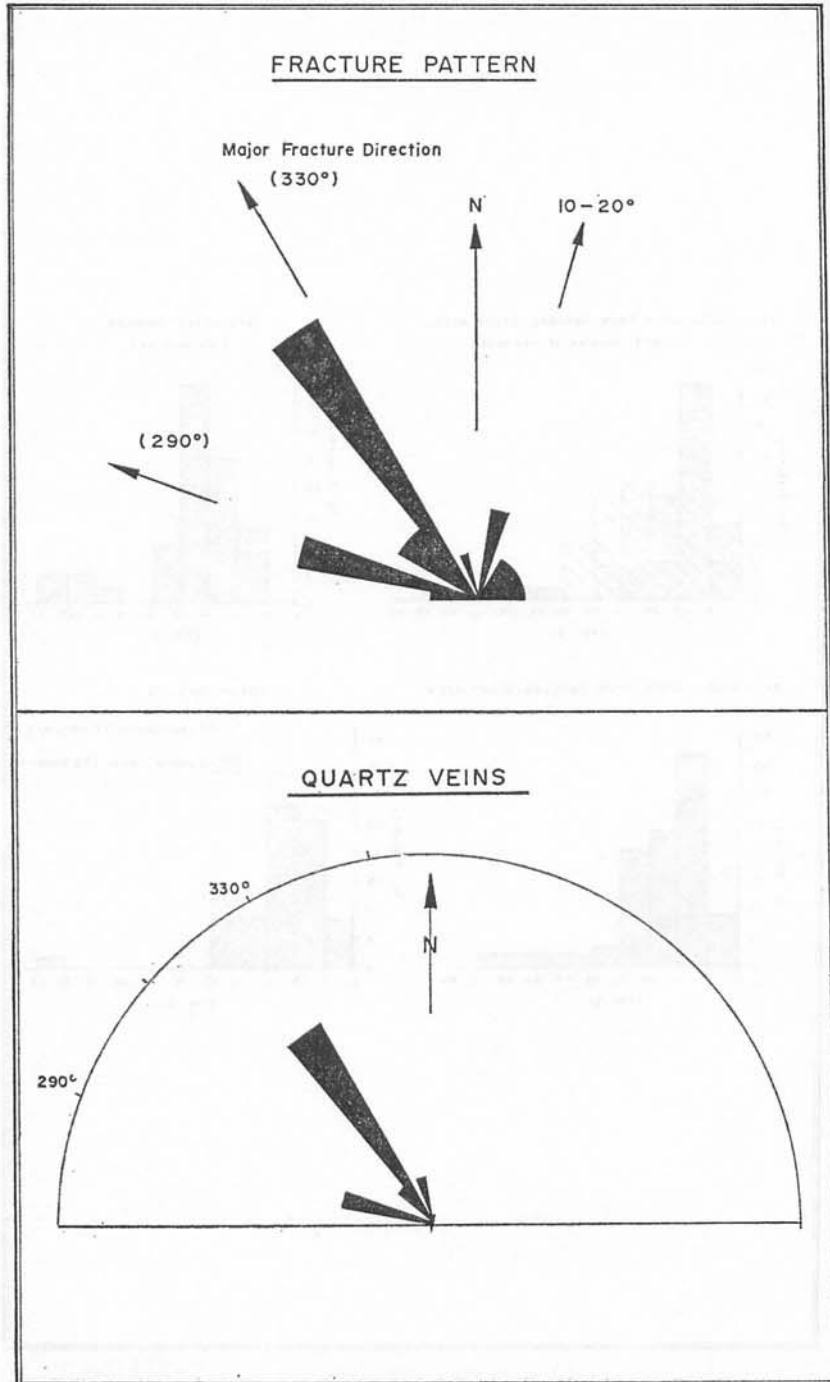 FRACTURE PATTERN
Major Fracture Direction
(330°)
N
10-20°
(290°)
QUARTZ VEINS
330°
N
290°